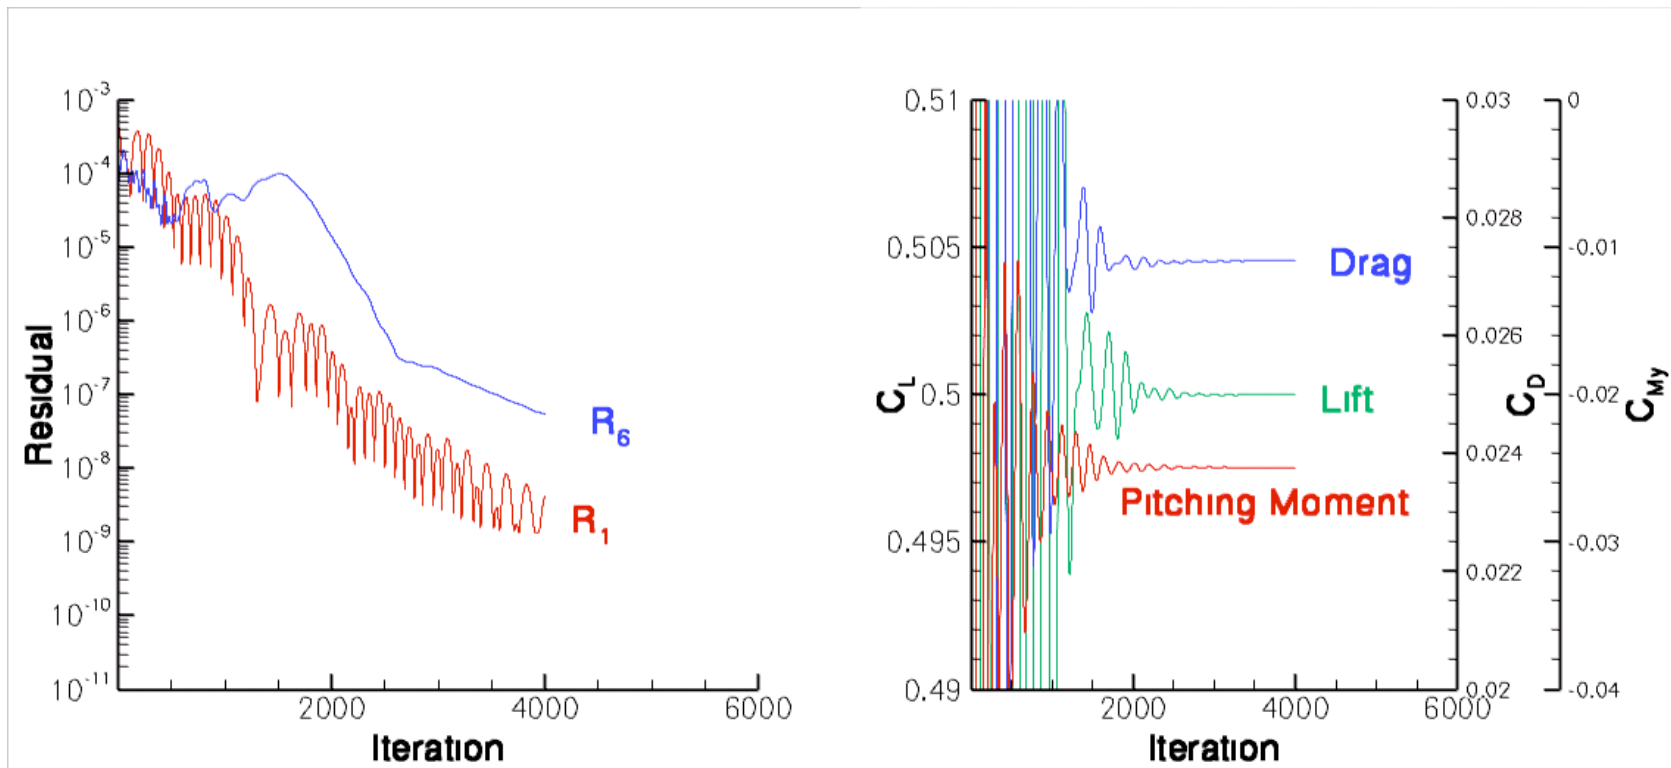 10-3
10-4
10-5
10-6
10-7
10-8
10-9
10-10
10-11
Residual
2000
4000
6000
Iteration
R6
R1
0.51
0.505
0.5
0.495
0.49
CL
2000
4000
6000
Iteration
Drag
Lift
Pitching Moment
0.03
0.028
0.026
0.024
0.022
0.02
CD
0
-0.01
-0.02
-0.03
-0.04
CMy